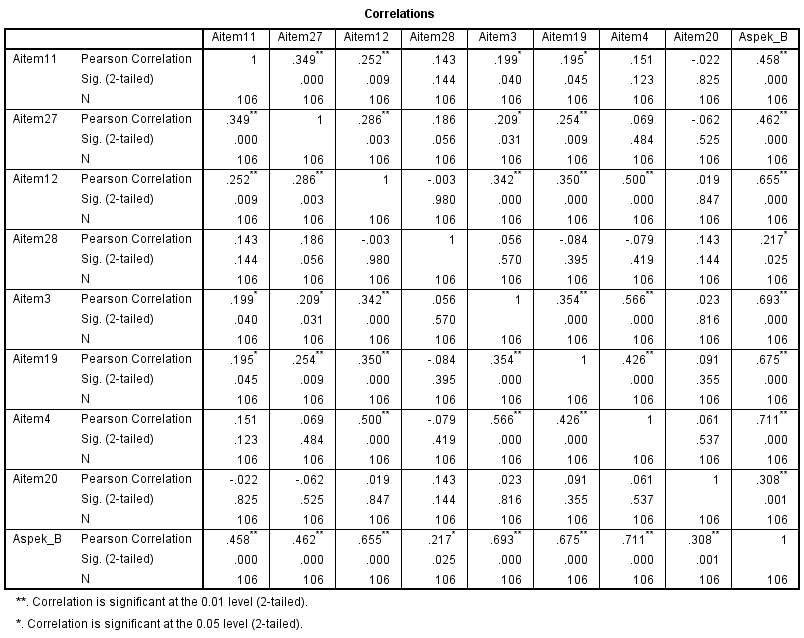 Correlations
Aitem11 Aitem27 Aitem12 Aitem28 Aitem3 Aitem19 Aitem4 Aitem20 Aspek_B
Aitem11 Pearson Correlation 1 .349** .252** .143 .199* .195* .151 -.022 .458**
Sig. (2-tailed) .000 .009 .144 .040 .045 .123 .825 .000
N 106 106 106 106 106 106 106 106 106
Aitem27 Pearson Correlation .349** 1 .286** .186 .209* .254** .069 -.062 .462**
Sig. (2-tailed) .000 .003 .056 .031 .009 .484 .525 .000
N 106 106 106 106 106 106 106 106 106
Aitem12 Pearson Correlation .252** .286** 1 -.003 .342** .350** .500** .019 .655**
Sig. (2-tailed) .009 .003 .980 .000 .000 .000 .847 .000
N 106 106 106 106 106 106 106 106 106
Aitem28 Pearson Correlation .143 .186 -.003 1 .056 -.084 -.079 .143 .217*
Sig. (2-tailed) .144 .056 .980 .570 .395 .419 .144 .025
N 106 106 106 106 106 106 106 106 106
Aitem3 Pearson Correlation .199* .209* .342** .056 1 .354** .566** .023 .693**
Sig. (2-tailed) .040 .031 .000 .570 .000 .000 .816 .000
N 106 106 106 106 106 106 106 106 106
Aitem19 Pearson Correlation .195* .254** .350** -.084 .354** 1 .426** .091 .675**
Sig. (2-tailed) .045 .009 .000 .395 .000 .000 .355 .000
N 106 106 106 106 106 106 106 106 106
Aitem4 Pearson Correlation .151 .069 .500** -.079 .566** .426** 1 .061 .711**
Sig. (2-tailed) .123 .484 .000 .419 .000 .000 .537 .000
N 106 106 106 106 106 106 106 106 106
Aitem20 Pearson Correlation -.022 -.062 .019 .143 .023 .091 .061 1 .308**
Sig. (2-tailed) .825 .525 .847 .144 .816 .355 .537 .001
N 106 106 106 106 106 106 106 106 106
Aspek_B Pearson Correlation .458** .462** .655** .217* .693** .675** .711** .308** 1
Sig. (2-tailed) .000 .000 .000 .025 .000 .000 .000 .001
N 106 106 106 106 106 106 106 106 106
**. Correlation is significant at the 0.01 level (2-tailed).
*. Correlation is significant at the 0.05 level (2-tailed).